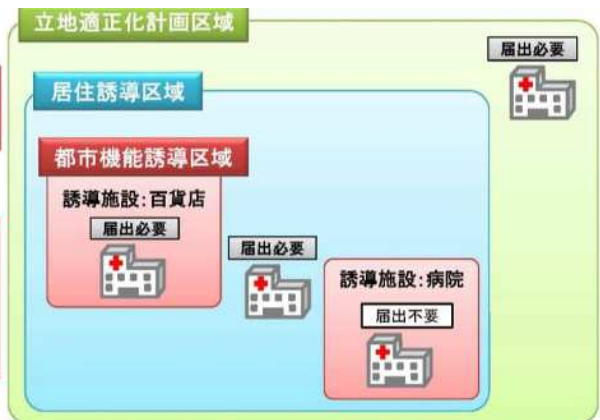 立地適正化計画区域
届出必要
居住誘導区域
都市機能誘導区域
誘導施設:百貨店
届出必要
届出必要
誘導施設:病院
届出不要